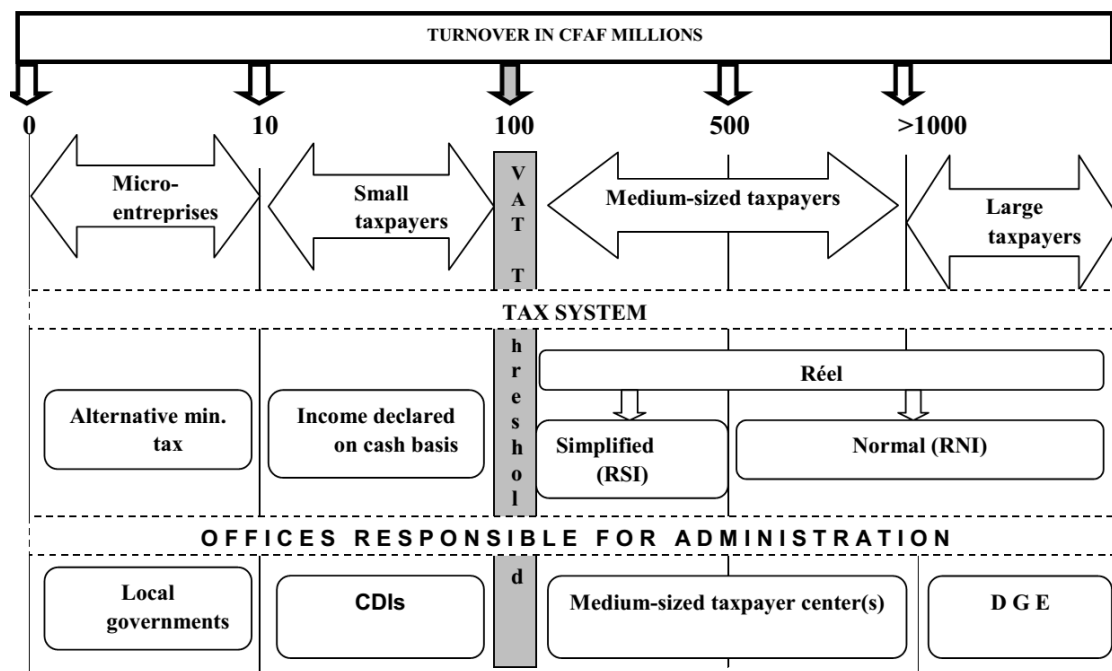 TURNOVER IN CFAF MILLIONS
0 10 100 500 >1000
Micro-
entreprises
Small
taxpayers
VAT Threshold
Medium-sized taxpayers
Large
taxpayers
TAX SYSTEM
Réel
Alternative min.
tax
Income declared
on cash basis
Simplified
(RSI)
Normal (RNI)
OFFICES RESPONSIBLE FOR ADMINISTRATION
Local
governments
CDIs
Medium-sized taxpayer center(s)
D G E